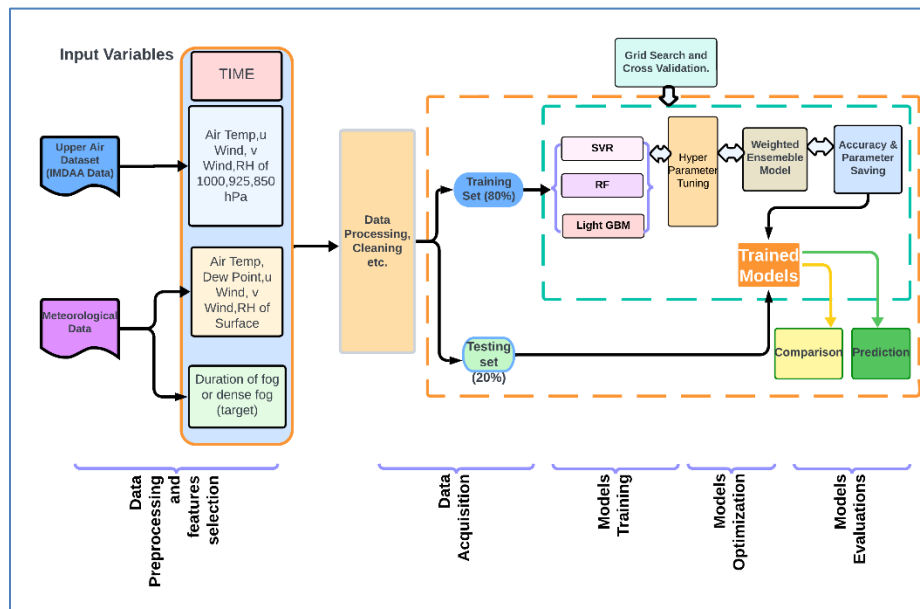 Input Variables
TIME
Upper Air
Dataset
(IMDAA Data)
Air Temp,u
Wind, v
Wind,RH of
1000,925,850
hPa
Meteorological
Data
Air Temp,
Dew Point,u
Wind, v
Wind,RH of
Surface
Duration of fog
or dense fog
(target)
Data
Processing,
Cleaning
etc.
Training
Set (80%)
Testing
set
(20%)
Grid Search and
Cross Validation.
SVR
RF
Light GBM
Hyper
Parameter
Tuning
Weighted
Ensemeble
Model
Accuracy &
Parameter
Saving
Trained
Models
Comparison
Prediction
Data
Preprocessing
and
features
selection
Data
Acquisition
Models
Training
Models
Optimization
Models
Evaluations